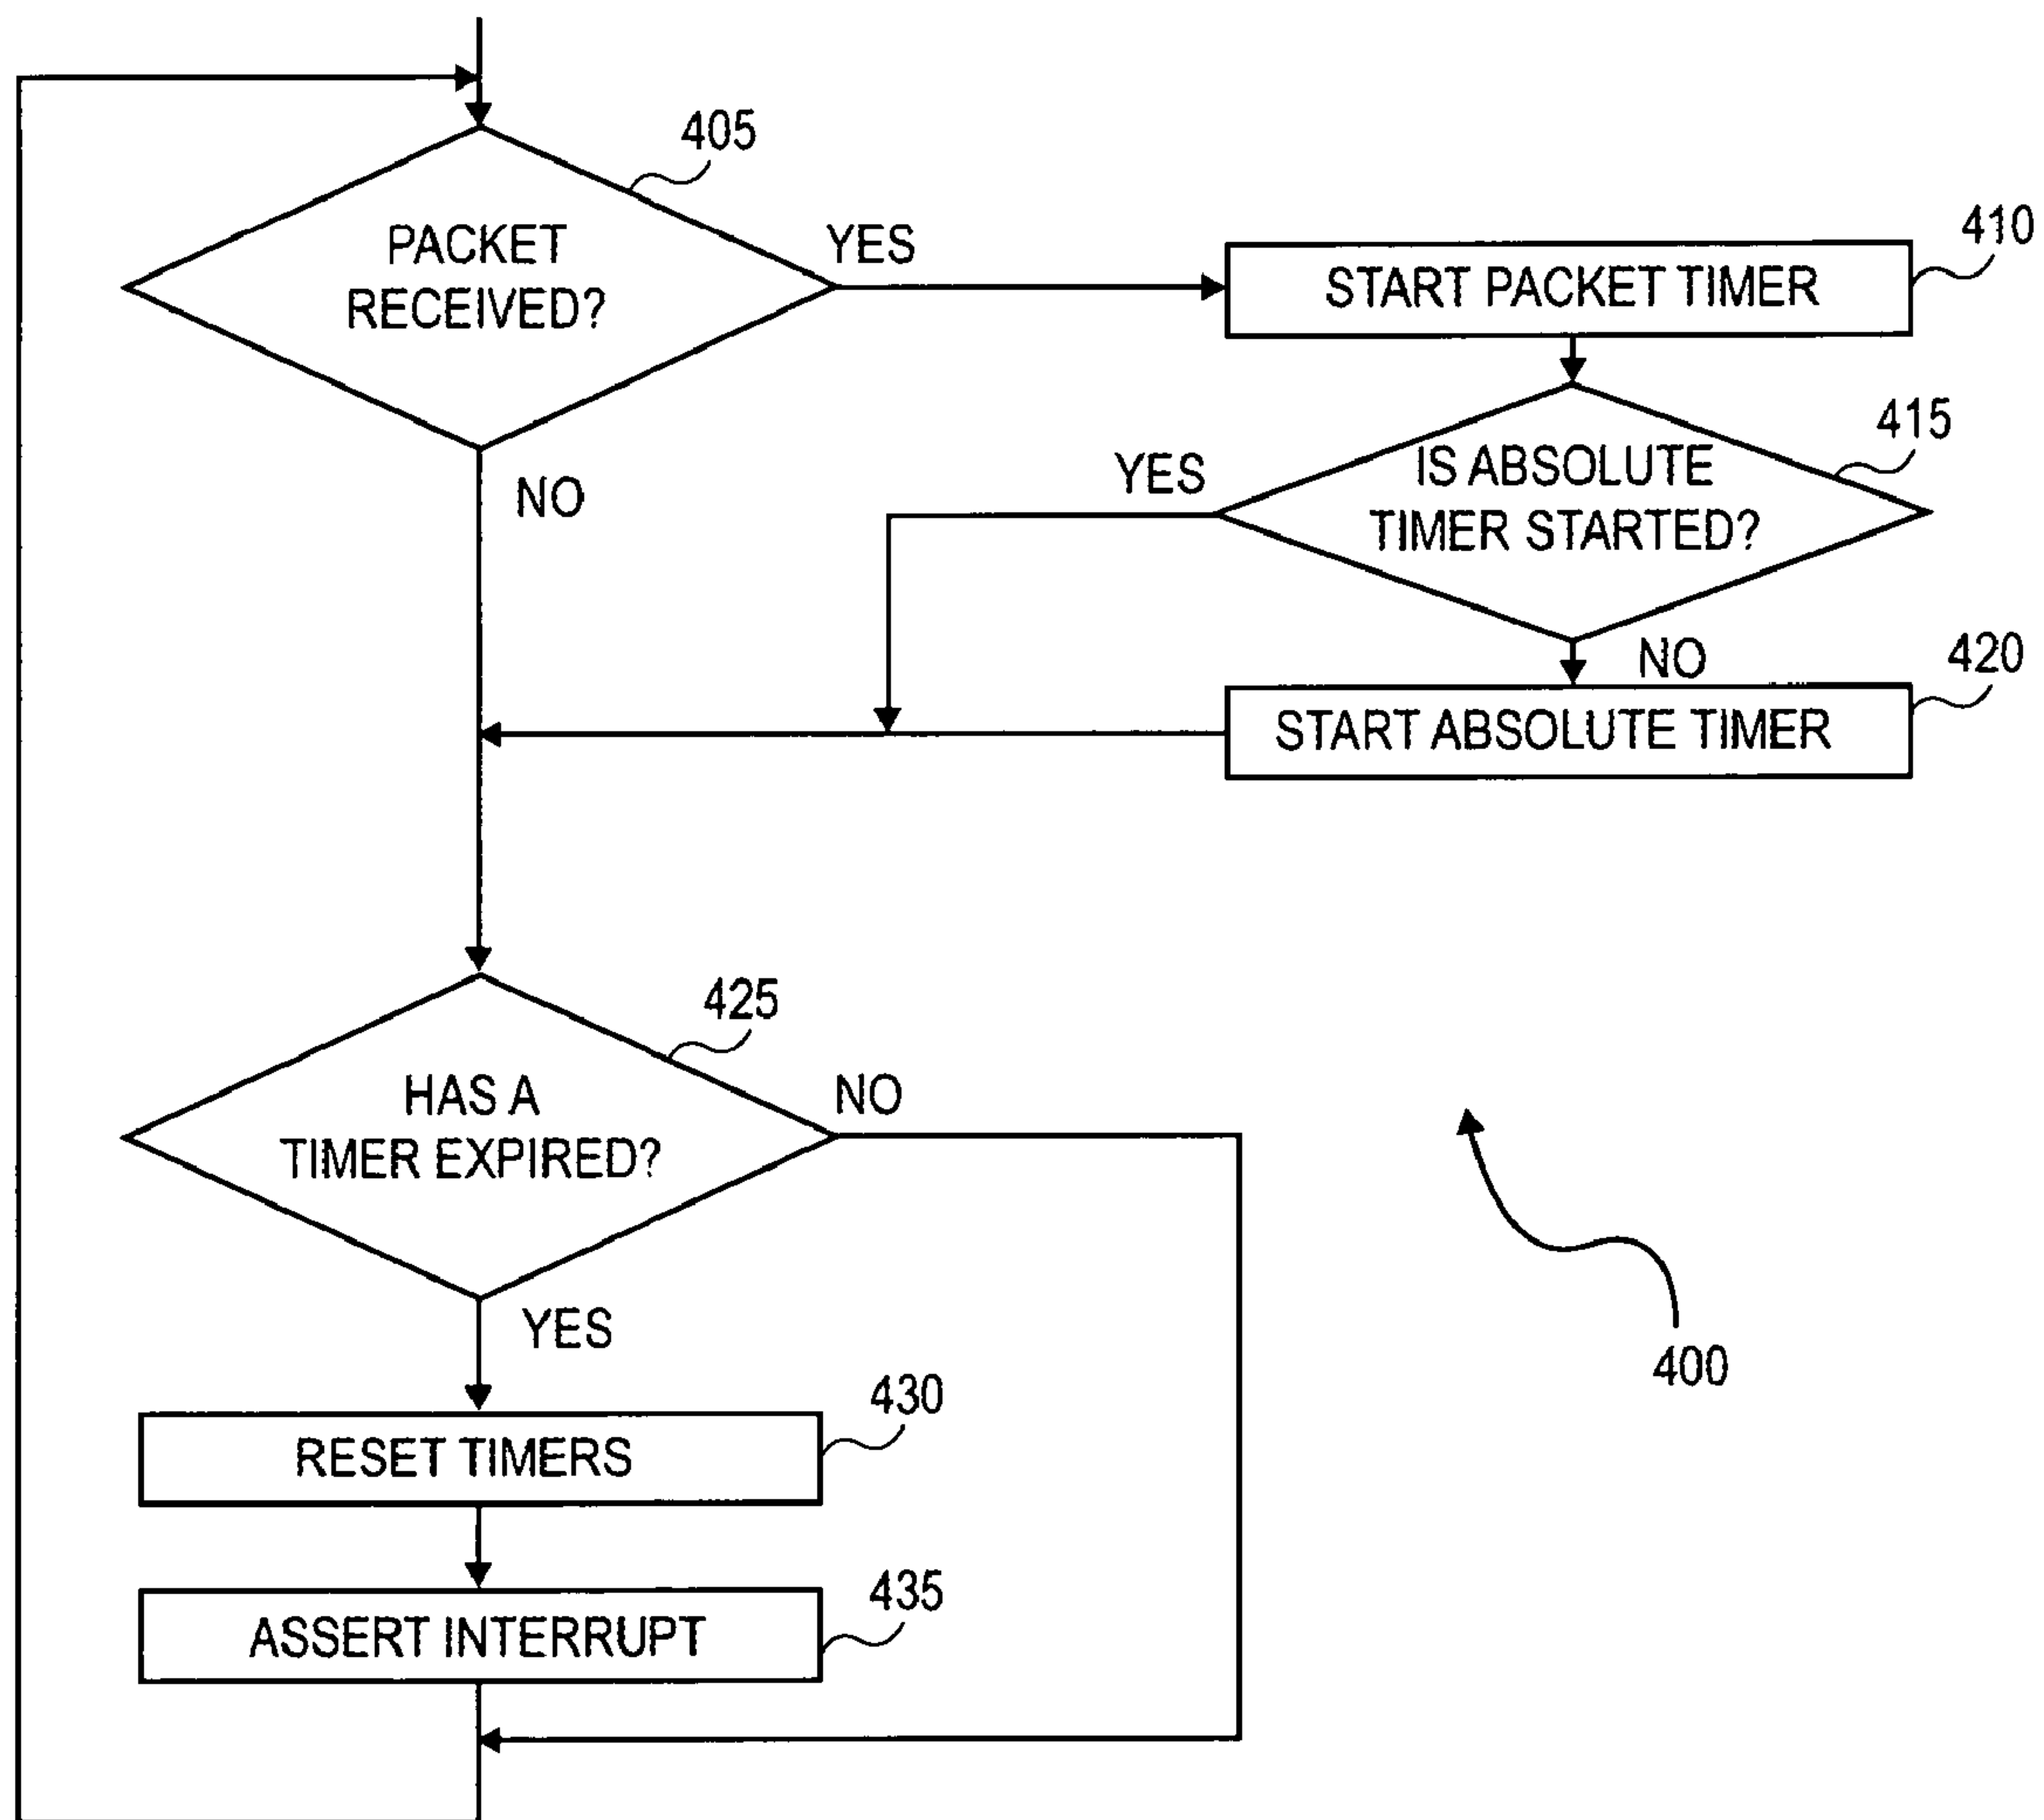 405
PACKET
RECEIVED?
YES
410
START PACKET TIMER
NO
415
IS ABSOLUTE
TIMER STARTED?
YES
NO
420
START ABSOLUTE TIMER
425
HAS A
TIMER EXPIRED?
NO
YES
400
430
RESET TIMERS
435
ASSERT INTERRUPT